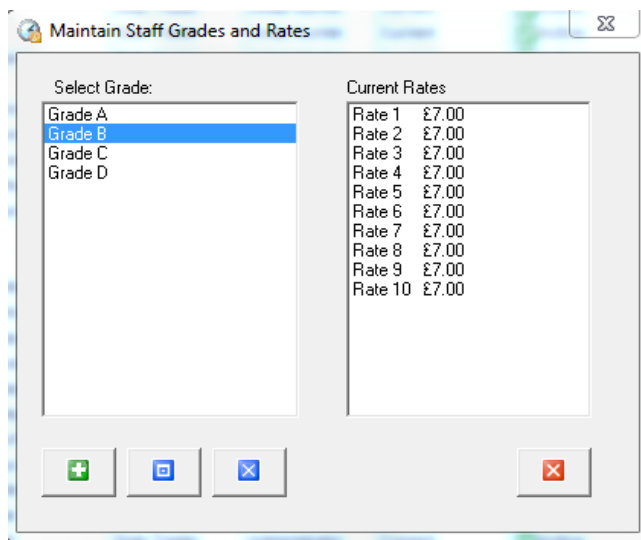 Maintain Staff Grades and Rates
Select Grade:
Grade A
Grade B
Grade C
Grade D
Current Rates
Rate 1 £7.00
Rate 2 £7.00
Rate 3 £7.00
Rate 4 £7.00
Rate 5 £7.00
Rate 6 £7.00
Rate 7 £7.00
Rate 8 £7.00
Rate 9 £7.00
Rate 10 £7.00